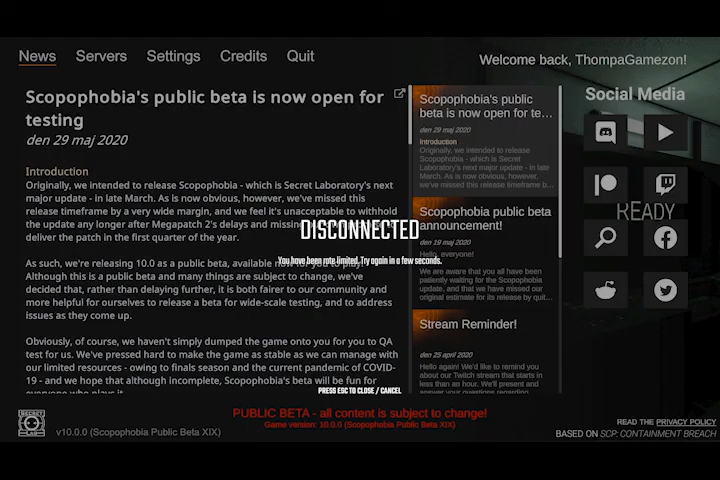 News Servers Settings Credits Quit
Welcome back, ThompaGamezon!
Scopophobia's public beta is now open for
testing
den 29 maj 2020
Introduction
Originally, we intended to release Scopophobia - which is Secret
Laboratory's next
major update - in late March. As is now obvious, however, we've missed this
release timeframe by a very wide margin, and we feel it's unacceptable to withhold
the update any longer after Megapatch 2's delays and missing
deliver the patch in the first quarter of the year.
As such, we're releasing 10.0 as a public beta, available
Although this is a public beta and many things are subject to change, we've
decided that, rather than delaying further, it is both fairer to our community and
more helpful for ourselves to release a beta for wide-scale testing, and to address
issues as they come up.
Obviously, of course, we haven't simply dumped the game onto you for you to QA
test for us. We've pressed hard to make the game as stable as we can manage with
our limited resources - owing to finals season and the current pandemic of COVID-
19 - and we hope that although incomplete, Scopophobia's beta will be fun for
everyone who plays it.
DISCONNECTED
You have been rate limited. Try again in a few seconds.
PRESS ESC TO CLOSE / CANCEL
Scopophobia's public
beta is now open for te...
den 29 maj 2020
Introduction
Originally, we intended to release
Scopophobia - which is Secret
Laboratory's next major update - in late
March. As is now obvious, however,
we've missed this release timeframe b...
Scopophobia public beta
announcement!
den 19 maj 2020
Hello, everyone!
We are aware that you all have been
patiently waiting for the Scopophobia
update, and that we have missed our
original estimate for its release by quit...
Stream Reminder!
den 25 april 2020
Hello again! We'd like to remind you
about our Twitch stream that starts in
less than an hour. We'll present and
answer your questions regarding
Social Media
READY
SECRET
LAB
v10.0.0 (Scopophobia Public Beta XIX)
PUBLIC BETA - all content is subject to change!
Game version: 10.0.0 (Scopophobia Public Beta XIX)
READ THE PRIVACY POLICY
BASED ON SCP: CONTAINMENT BREACH